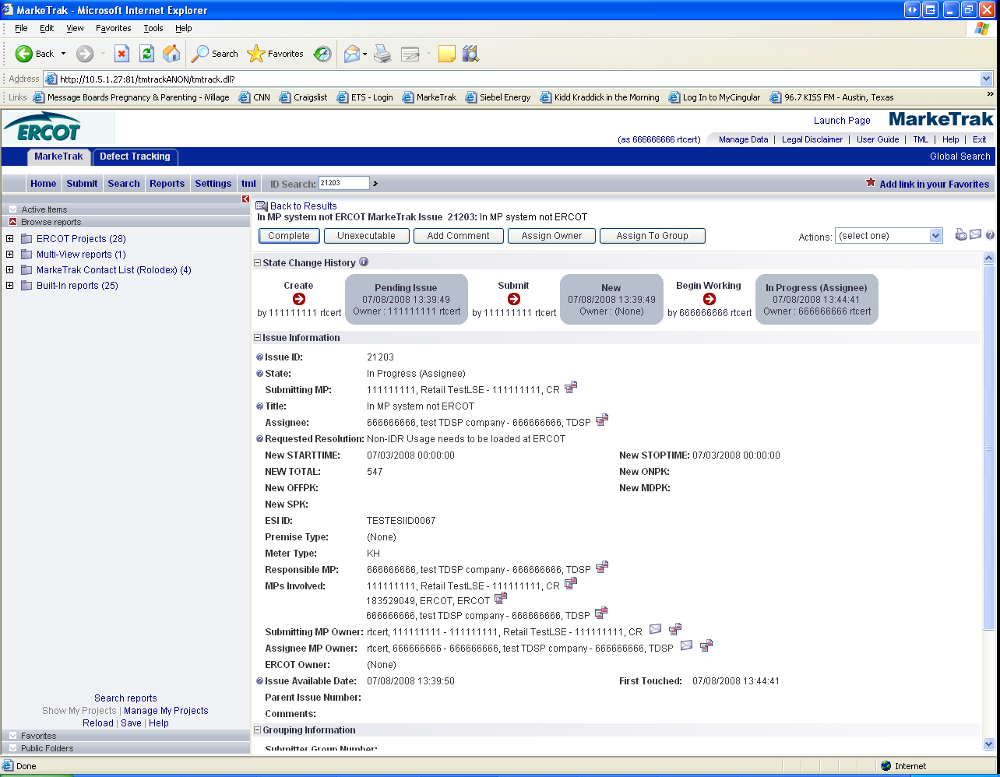 MarkeTrak - Microsoft Internet Explorer
File Edit View Favorites Tools Help
Back Search Favorites
Address http://10.5.1.27:81/tmtrackANON/tmtrack.dll?
Links Message Boards Pregnancy & Parenting - iVillage CNN Craigslist ETS - Login MarkeTrak Siebel Energy Kidd Kraddick in the Morning Log In to MyCingular 96.7 KISS FM - Austin, Texas »
ERCOT
Launch Page MarkeTrak
(as 666666666 rtcert) Manage Data | Legal Disclaimer | User Guide | TML | Help | Exit
MarkeTrak Defect Tracking Global Search
Home Submit Search Reports Settings tml ID Search: 21203 Add link in your Favorites
Active Items
Browse reports
ERCOT Projects (28)
Multi-View reports (1)
MarkeTrak Contact List (Rolodex) (4)
Built-In reports (25)
Search reports
Show My Projects | Manage My Projects
Reload | Save | Help
Favorites
Public Folders
Back to Results
In MP system not ERCOT MarkeTrak Issue 21203: In MP system not ERCOT
Complete Unexecutable Add Comment Assign Owner Assign To Group Actions: (select one)
State Change History
Create
by 111111111 rtcert
Pending Issue
07/08/2008 13:39:49
Owner : 111111111 rtcert
Submit
by 111111111 rtcert
New
07/08/2008 13:39:49
Owner : (None)
Begin Working
by 666666666 rtcert
In Progress (Assignee)
07/08/2008 13:44:41
Owner : 666666666 rtcert
Issue Information
Issue ID: 21203
State: In Progress (Assignee)
Submitting MP: 111111111, Retail TestLSE - 111111111, CR
Title: In MP system not ERCOT
Assignee: 666666666, test TDSP company - 666666666, TDSP
Requested Resolution: Non-IDR Usage needs to be loaded at ERCOT
New STARTTIME: 07/03/2008 00:00:00 New STOPTIME: 07/03/2008 00:00:00
NEW TOTAL: 547 New ONPK:
New OFFPK: New MDPK:
New SPK:
ESI ID: TESTESIID0067
Premise Type: (None)
Meter Type: KH
Responsible MP: 666666666, test TDSP company - 666666666, TDSP
MPs Involved: 111111111, Retail TestLSE - 111111111, CR
183529049, ERCOT, ERCOT
666666666, test TDSP company - 666666666, TDSP
Submitting MP Owner: rtcert, 111111111 - 111111111, Retail TestLSE - 111111111, CR
Assignee MP Owner: rtcert, 666666666 - 666666666, test TDSP company - 666666666, TDSP
ERCOT Owner: (None)
Issue Available Date: 07/08/2008 13:39:50 First Touched: 07/08/2008 13:44:41
Parent Issue Number:
Comments:
Grouping Information
Submitter Group Number:
Done Internet